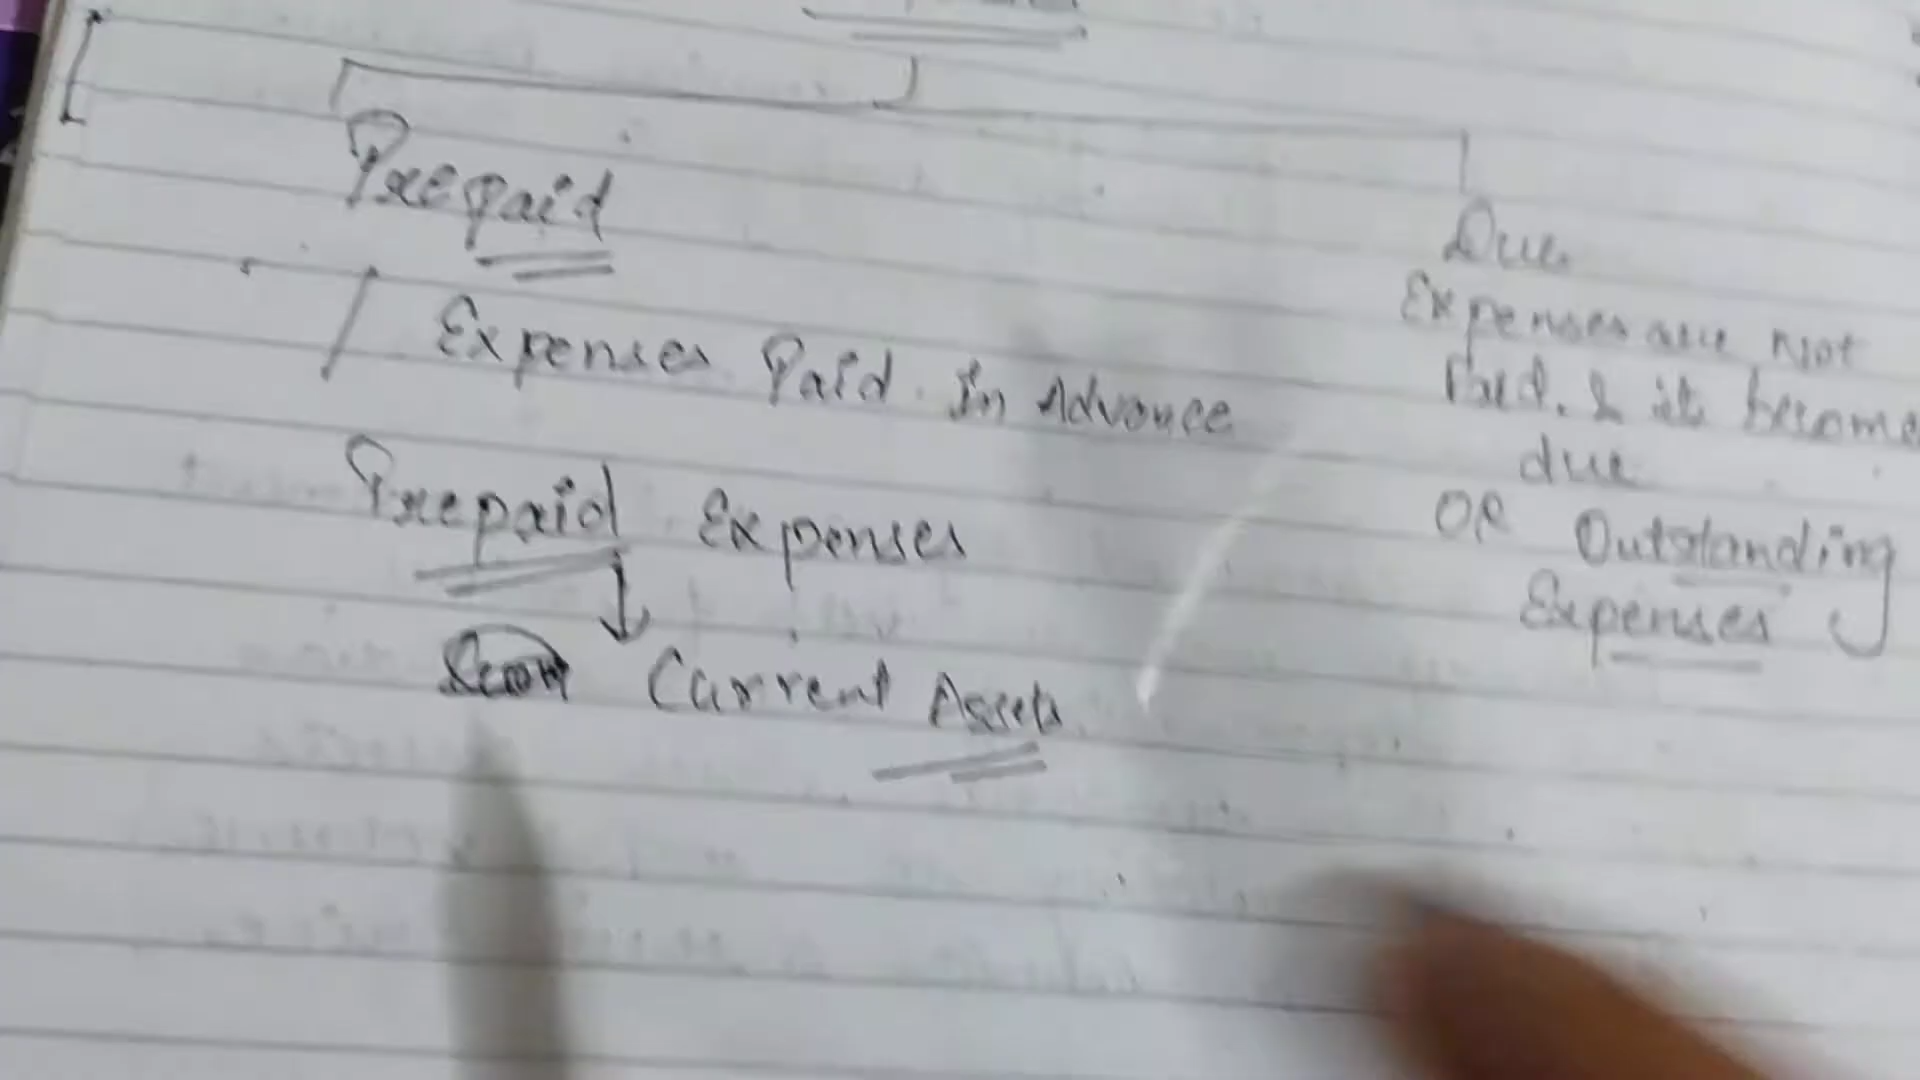 Prepaid
Expenses Paid In Advance
Prepaid Expenses
Current Assets
Due
Expenses are not
Paid. & it become
due
OR Outstanding
Expenses